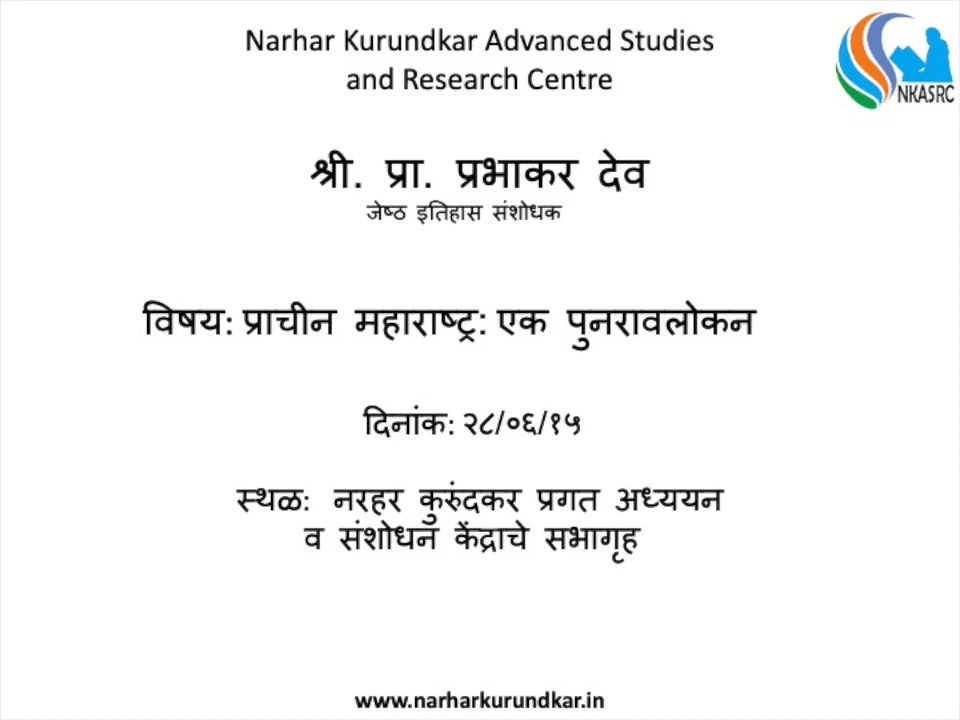 Narhar Kurundkar Advanced Studies
and Research Centre
NKASRC
श्री. प्रा. प्रभाकर देव
जेष्ठ इतिहास संशोधक
विषय: प्राचीन महाराष्ट्र: एक पुनरावलोकन
दिनांक: २८/०६/१५
स्थळ: नरहर कुरुंदकर प्रगत अध्ययन
व संशोधन केंद्राचे सभागृह
www.narharkurundkar.in